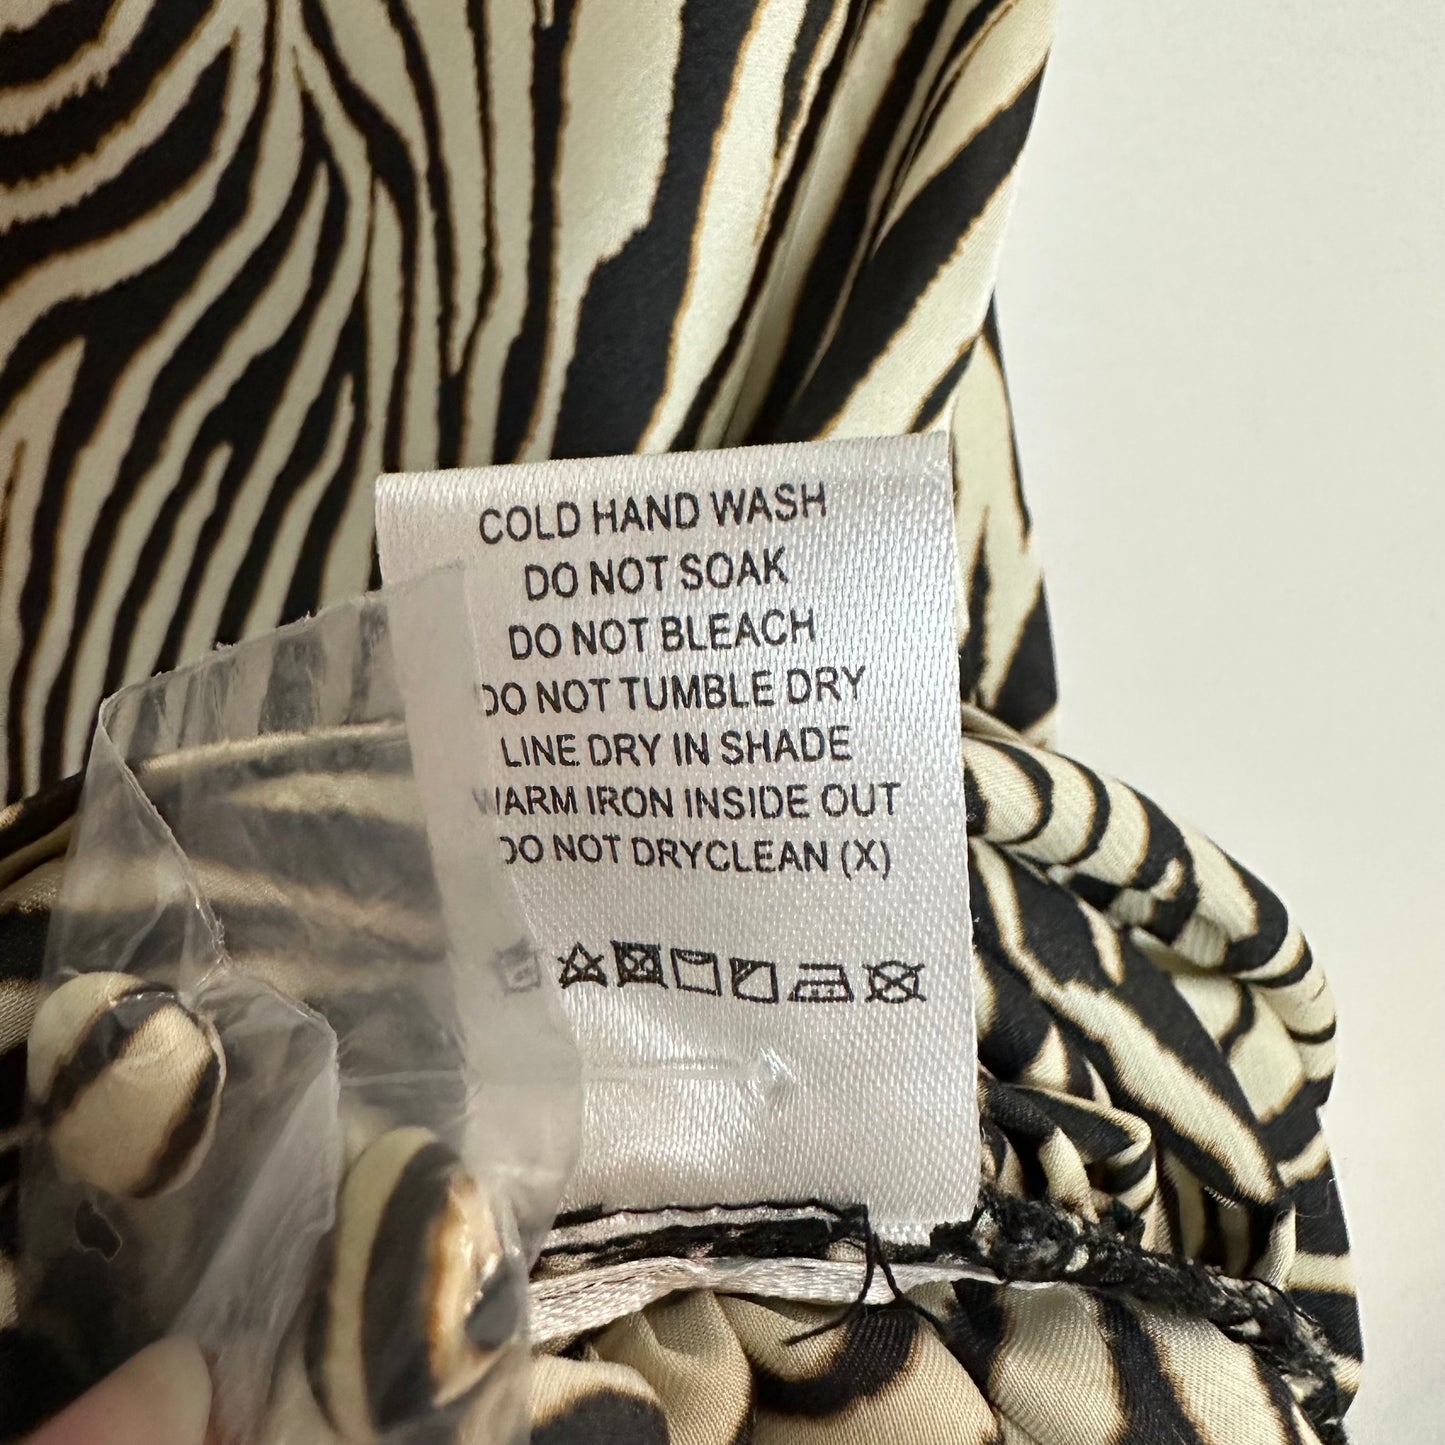 COLD HAND WASH
DO NOT SOAK
DO NOT BLEACH
DO NOT TUMBLE DRY
LINE DRY IN SHADE
WARM IRON INSIDE OUT
DO NOT DRYCLEAN (X)